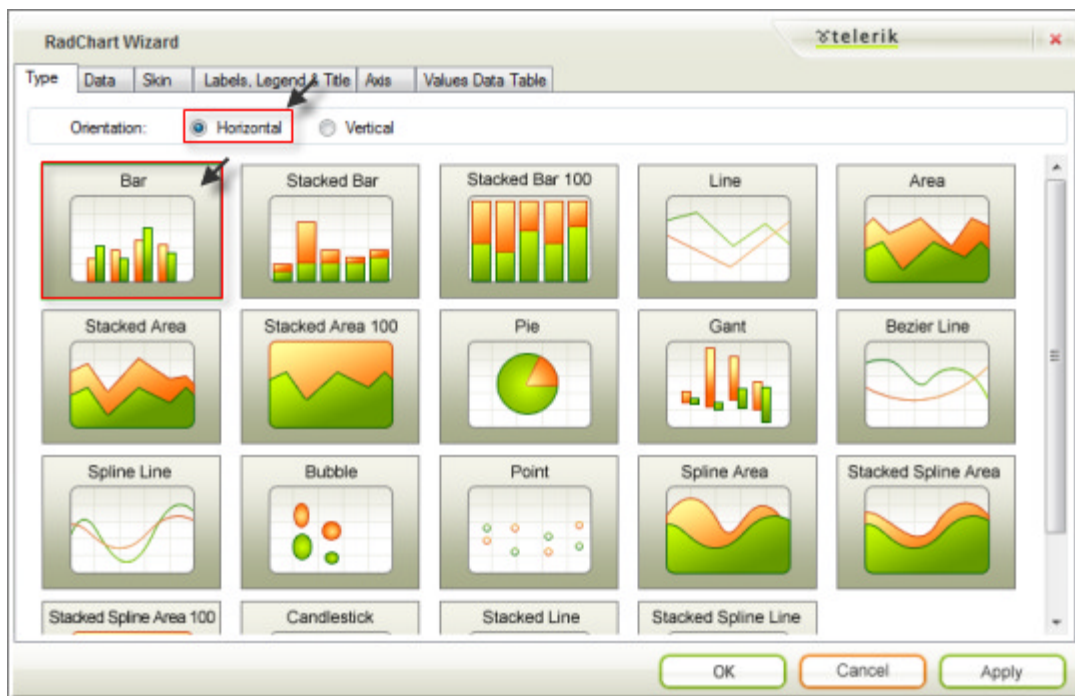 RadChart Wizard
telerik
Type Data Skin Labels, Legend & Title Axis Values Data Table
Orientation: Horizontal Vertical
Bar Stacked Bar Stacked Bar 100 Line Area
Stacked Area Stacked Area 100 Pie Gant Bezier Line
Spline Line Bubble Point Spline Area Stacked Spline Area
Stacked Spline Area 100 Candlestick Stacked Line Stacked Spline Line
OK Cancel Apply